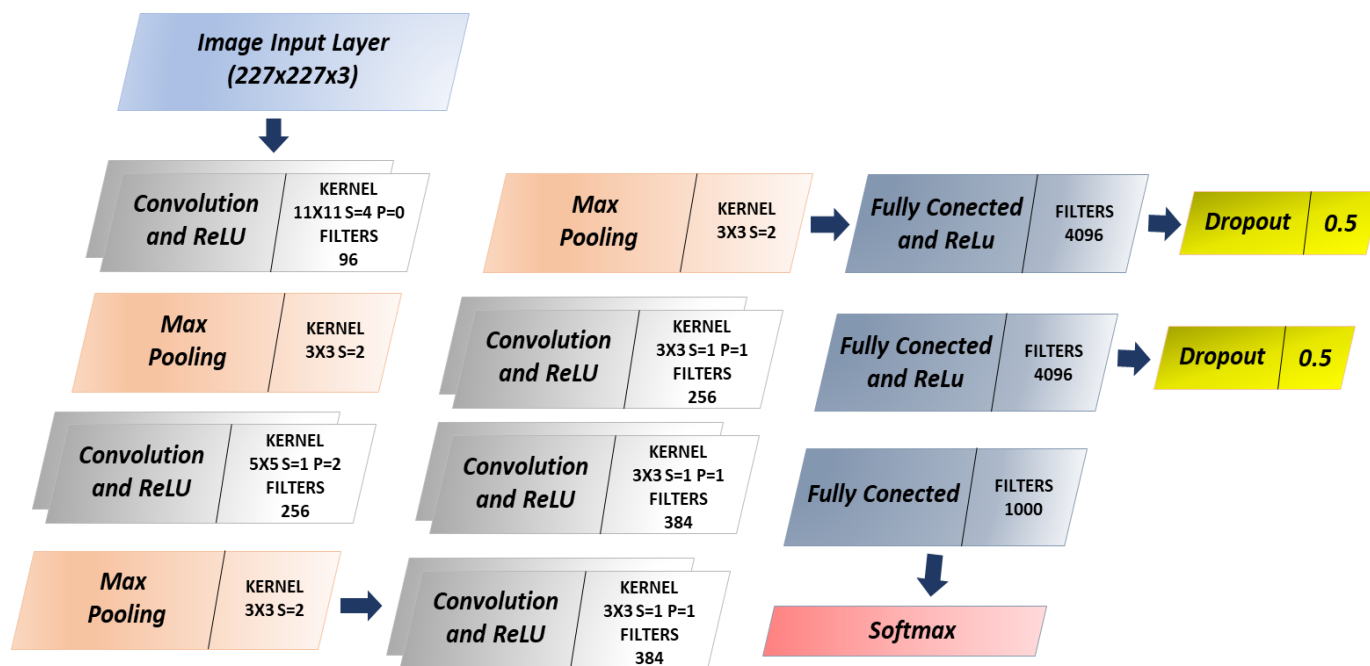 Image Input Layer
(227x227x3)
Convolution
and ReLU
KERNEL
11X11 S=4 P=0
FILTERS
96
Max
Pooling
KERNEL
3X3 S=2
Convolution
and ReLU
KERNEL
5X5 S=1 P=2
FILTERS
256
Max
Pooling
KERNEL
3X3 S=2
Convolution
and ReLU
KERNEL
3X3 S=1 P=1
FILTERS
384
Convolution
and ReLU
KERNEL
3X3 S=1 P=1
FILTERS
384
Convolution
and ReLU
KERNEL
3X3 S=1 P=1
FILTERS
256
Max
Pooling
KERNEL
3X3 S=2
Fully Conected
and ReLu
FILTERS
4096
Dropout
0.5
Fully Conected
and ReLu
FILTERS
4096
Dropout
0.5
Fully Conected
FILTERS
1000
Softmax